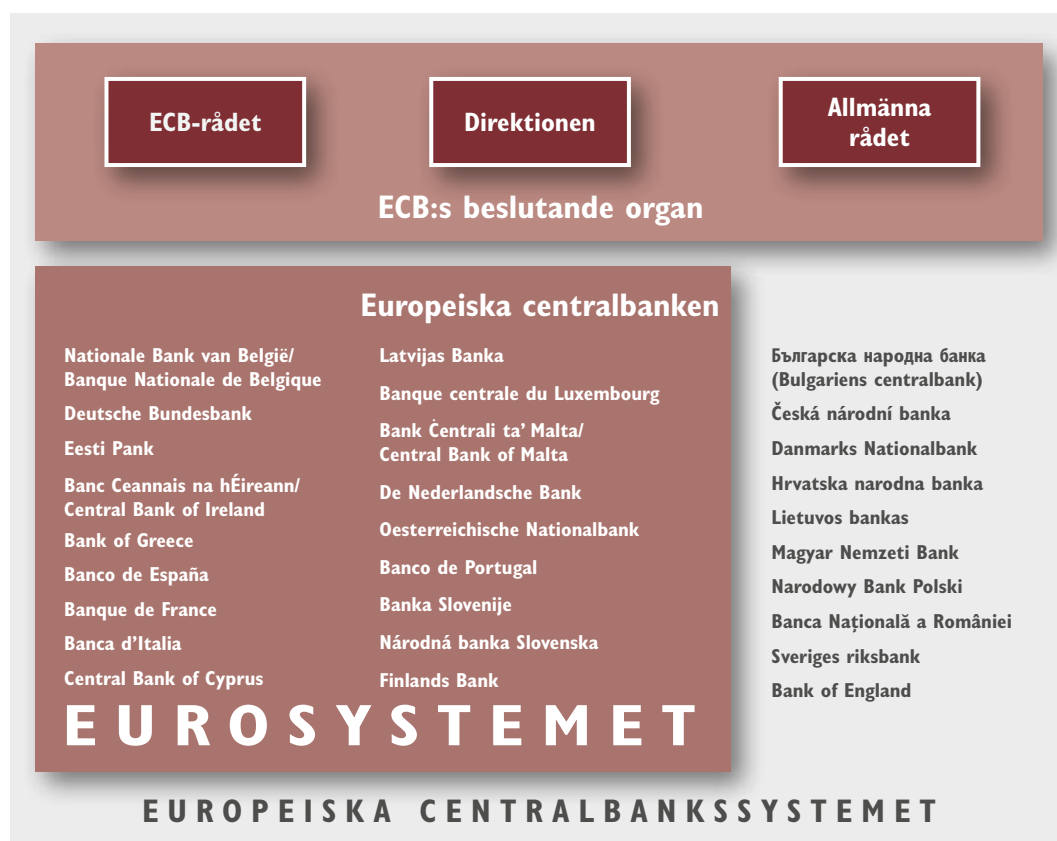 ECB-rådet
Direktionen
Allmänna
rådet
ECB:s beslutande organ
Europeiska centralbanken
Nationale Bank van België/
Banque Nationale de Belgique
Deutsche Bundesbank
Eesti Pank
Banc Ceannais na hÉireann/
Central Bank of Ireland
Bank of Greece
Banco de España
Banque de France
Banca d’Italia
Central Bank of Cyprus
Latvijas Banka
Banque centrale du Luxembourg
Bank Ċentrali ta’ Malta/
Central Bank of Malta
De Nederlandsche Bank
Oesterreichische Nationalbank
Banco de Portugal
Banka Slovenije
Národná banka Slovenska
Finlands Bank
EUROSYSTEMET
Българска народна банка
(Bulgariens centralbank)
Česká národní banka
Danmarks Nationalbank
Hrvatska narodna banka
Lietuvos bankas
Magyar Nemzeti Bank
Narodowy Bank Polski
Banca Națională a României
Sveriges riksbank
Bank of England
EUROPEISKA CENTRALBANKSSYSTEMET